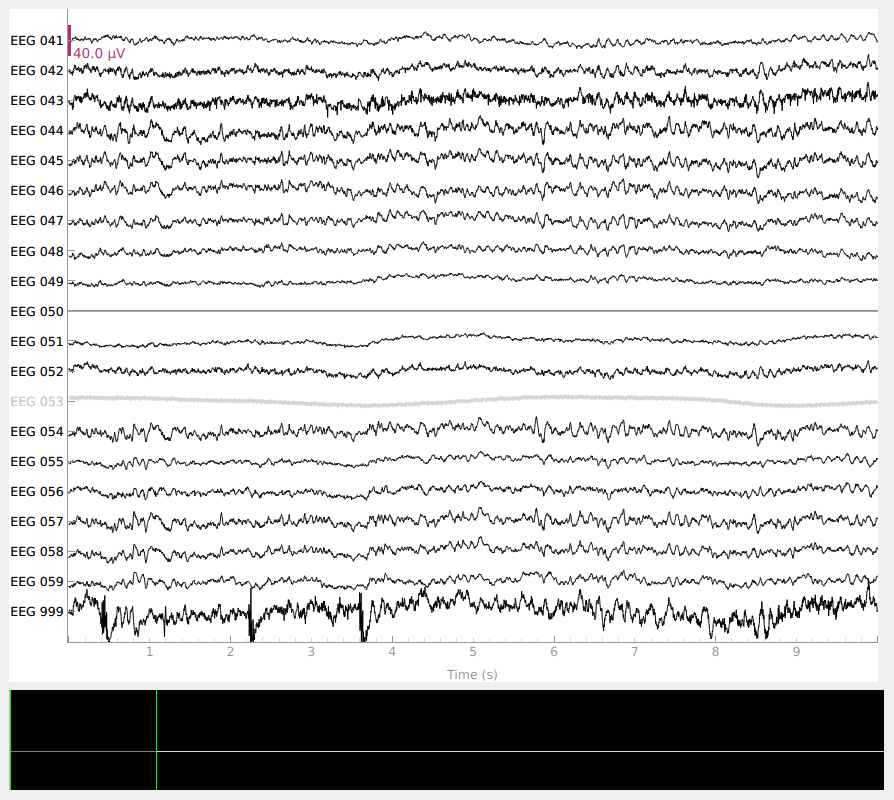 EEG 041
40.0 µV
EEG 042
EEG 043
EEG 044
EEG 045
EEG 046
EEG 047
EEG 048
EEG 049
EEG 050
EEG 051
EEG 052
EEG 053
EEG 054
EEG 055
EEG 056
EEG 057
EEG 058
EEG 059
EEG 999
1 2 3 4 5 6 7 8 9
Time (s)